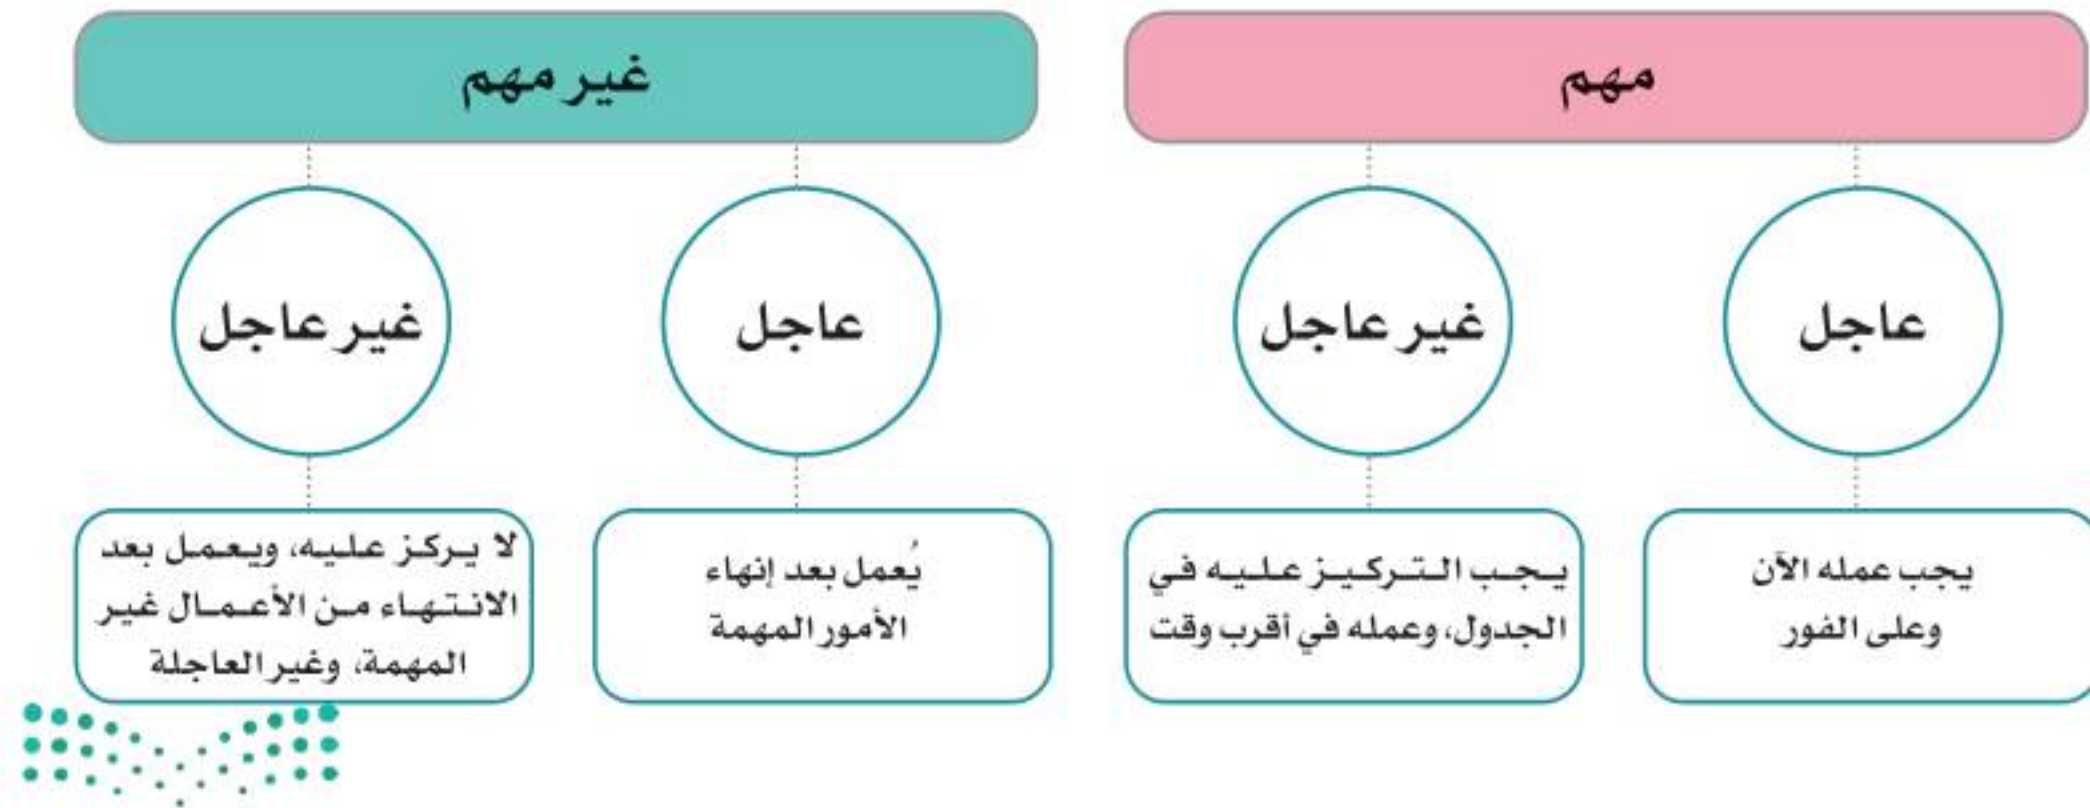 مهم
غير مهم
عاجل
غير عاجل
عاجل
غير عاجل
يجب عمله الآن
وعلى الفور
يجب التركيز عليه في
الجدول، وعمله في أقرب وقت
يُعمل بعد إنهاء
الأمور المهمة
لا يركز عليه، ويعمل بعد
الانتهاء من الأعمال غير
المهمة، وغير العاجلة